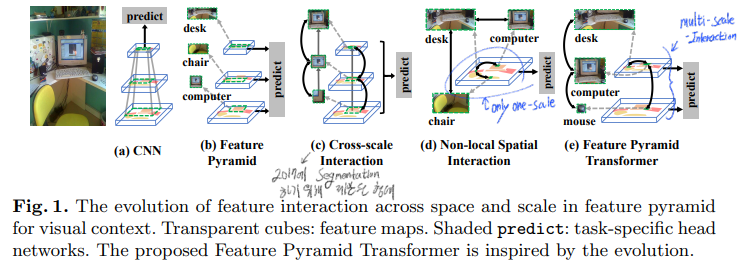 predict
desk
chair
computer
predict
predict
desk
computer
chair
only one-scale
predict
desk
computer
mouse
multi-scale
-Interaction
predict
(a) CNN
(b) Feature
Pyramid
(c) Cross-scale
Interaction
(d) Non-local Spatial
Interaction
(e) Feature Pyramid
Transformer
2017에 Segmentation
하기 위해 제안된 형태
Fig. 1. The evolution of feature interaction across space and scale in feature pyramid
for visual context. Transparent cubes: feature maps. Shaded predict: task-specific head
networks. The proposed Feature Pyramid Transformer is inspired by the evolution.